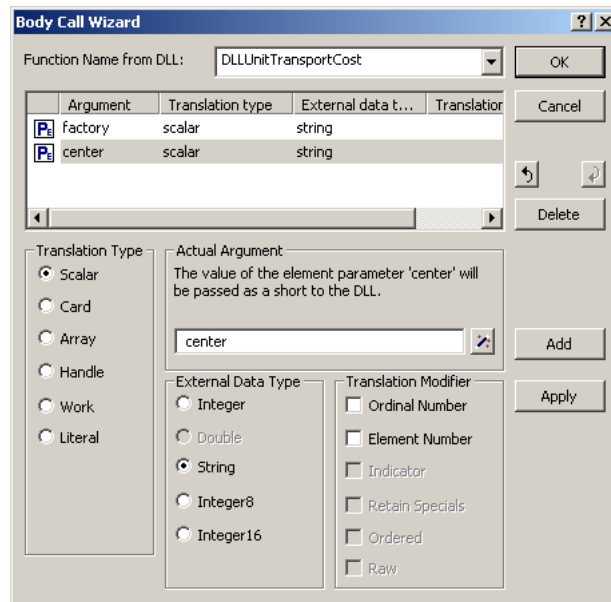 Body Call Wizard
Function Name from DLL: DLLUnitTransportCost
OK
Argument Translation type External data t... Translation
Cancel
PE factory scalar string
PE center scalar string
Delete
Translation Type
Scalar
Card
Array
Handle
Work
Literal
Actual Argument
The value of the element parameter 'center' will
be passed as a short to the DLL.
center
Add
External Data Type
Integer
Double
String
Integer8
Integer16
Translation Modifier
Ordinal Number
Element Number
Indicator
Retain Specials
Ordered
Raw
Apply